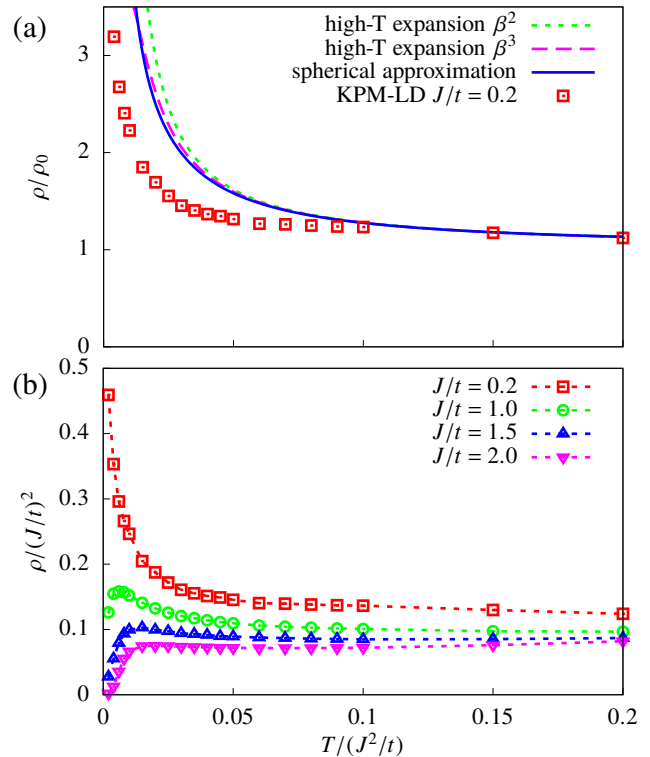 (a)
high-T expansion β²
high-T expansion β³
spherical approximation
KPM-LD J/t = 0.2
ρ/ρ₀
3
2
1
0
(b)
J/t = 0.2
J/t = 1.0
J/t = 1.5
J/t = 2.0
ρ/(J/t)²
0.5
0.4
0.3
0.2
0.1
0
0 0.05 0.1 0.15 0.2
T/(J²/t)